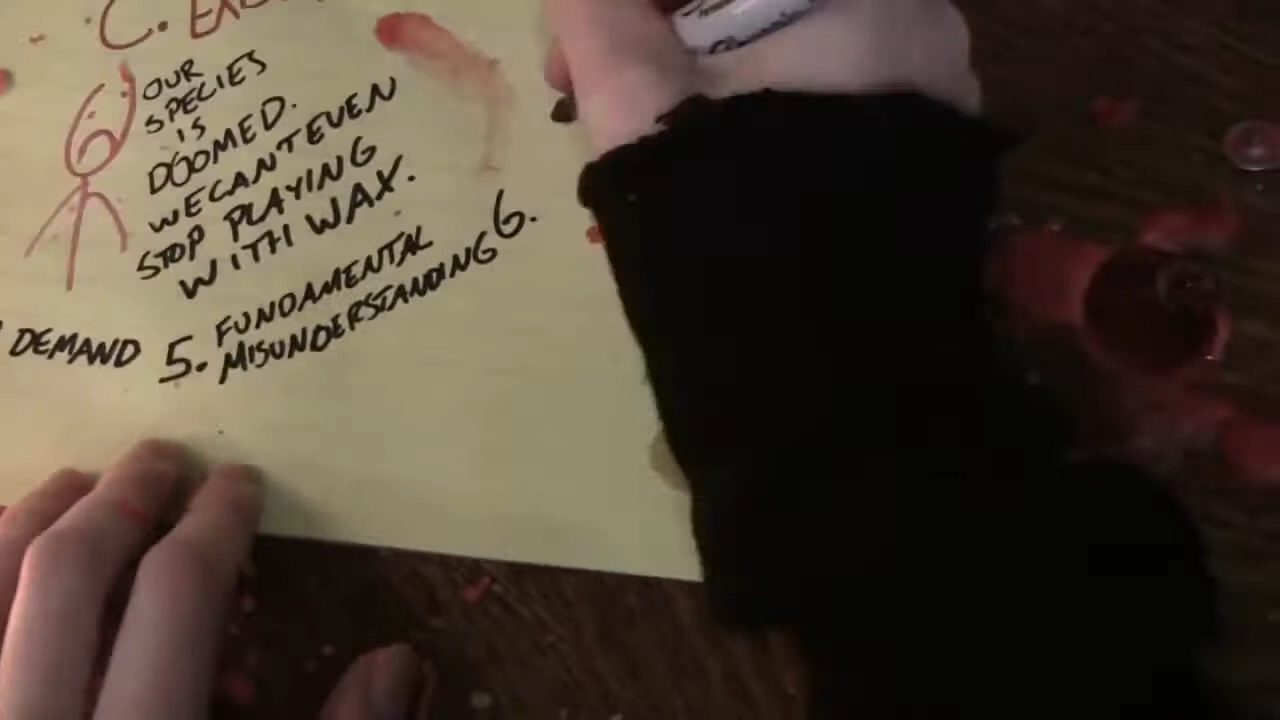 C.
OUR
SPECIES
IS
DOOMED.
WE CANT EVEN
STOP PLAYING
WITH WAX.
DEMAND 5. FUNDAMENTAL
MISUNDERSTANDING 6.